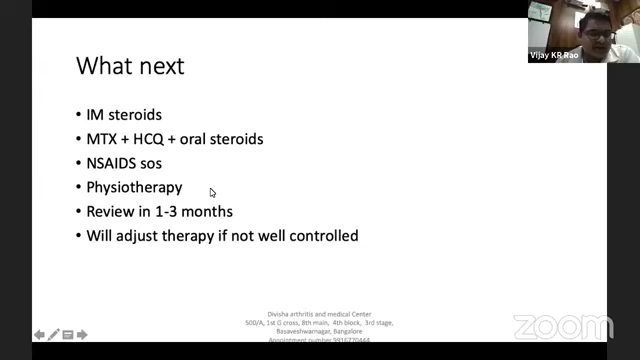 What next
• IM steroids
• MTX + HCQ + oral steroids
• NSAIDS sos
• Physiotherapy
• Review in 1-3 months
• Will adjust therapy if not well controlled
Divisha arthritis and medical Center
500/A, 1st G cross, 8th main, 4th block, 3rd stage,
Basaveshwarnagar, Bangalore
Appointment number 9916770444
Vijay KR Rao
zoom